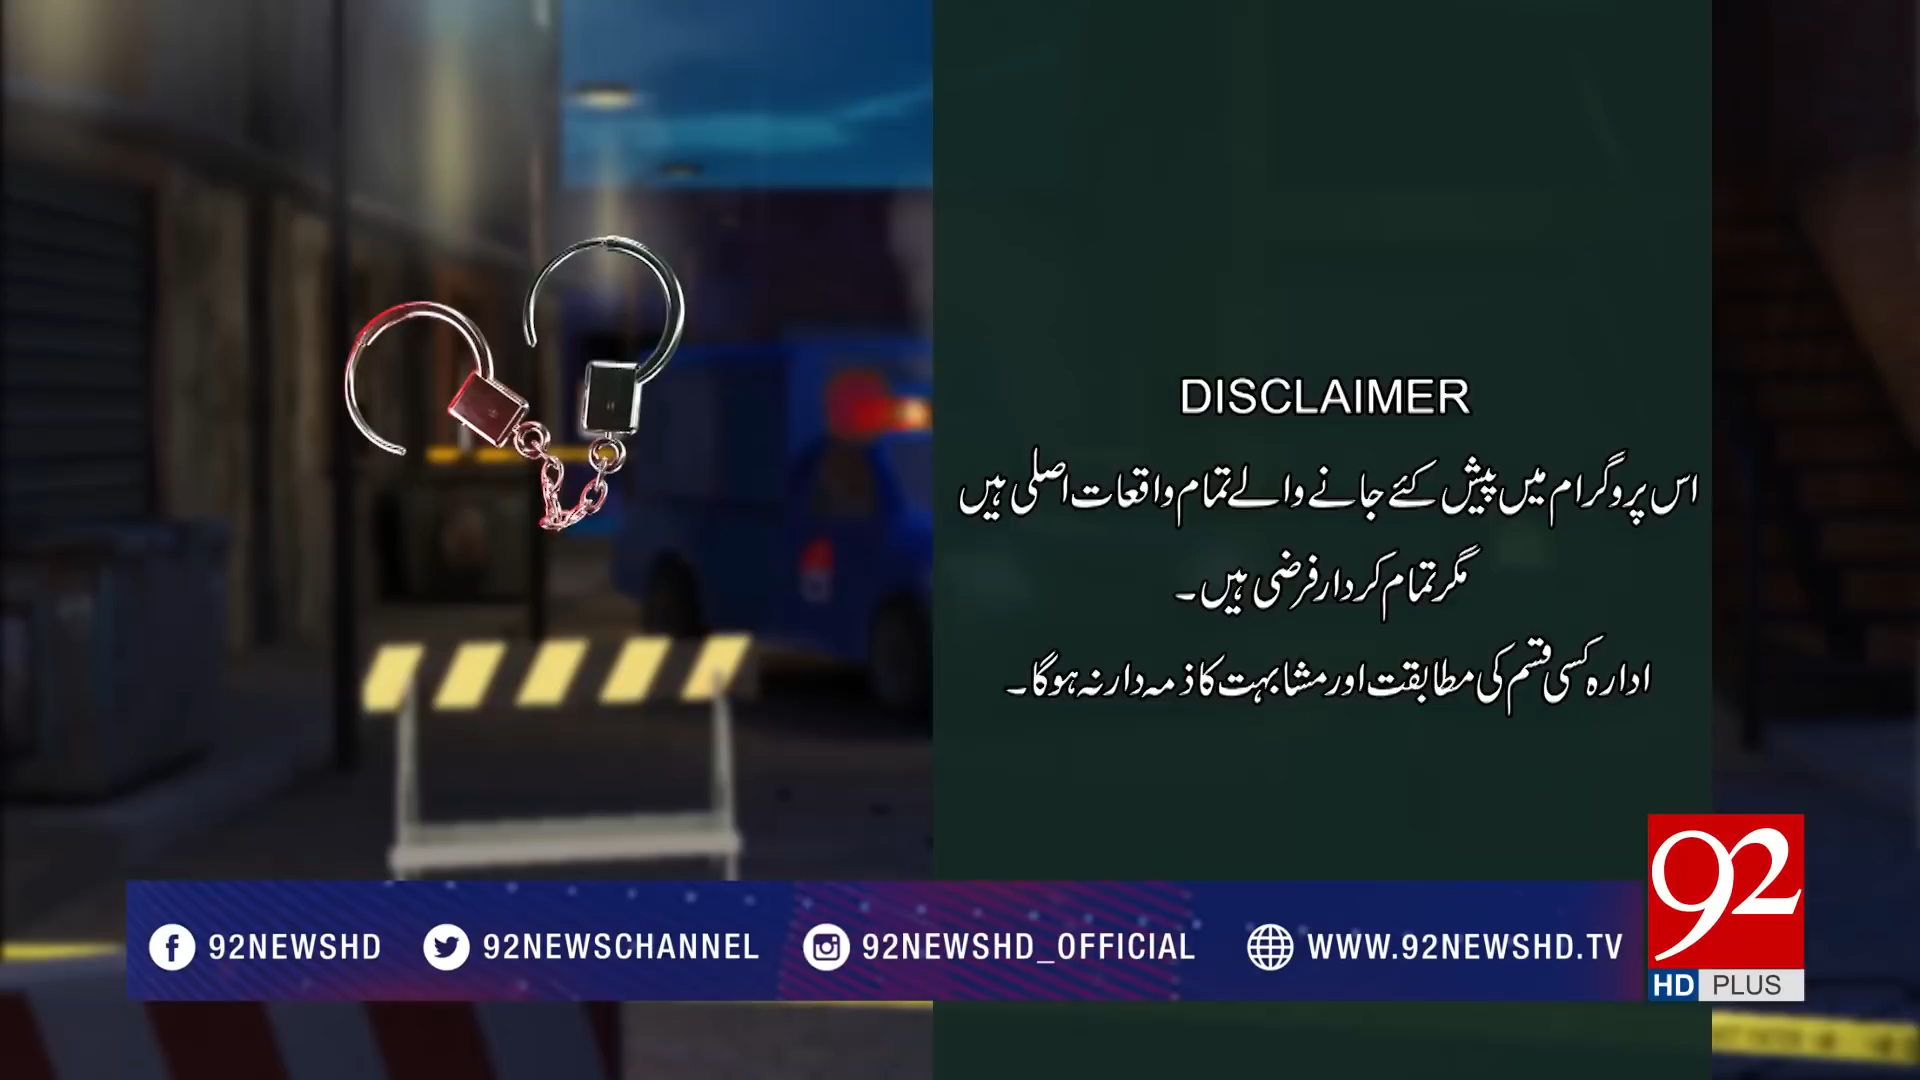 DISCLAIMER
اس پروگرام میں پیش کئے جانے والے تمام واقعات اصلی ہیں
مگر تمام کردار فرضی ہیں۔
ادارہ کسی قسم کی مطابقت اور مشابہت کا ذمہ دار نہ ہوگا۔
92NEWSHD 92NEWSCHANNEL 92NEWSHD_OFFICIAL WWW.92NEWSHD.TV
92
HD PLUS